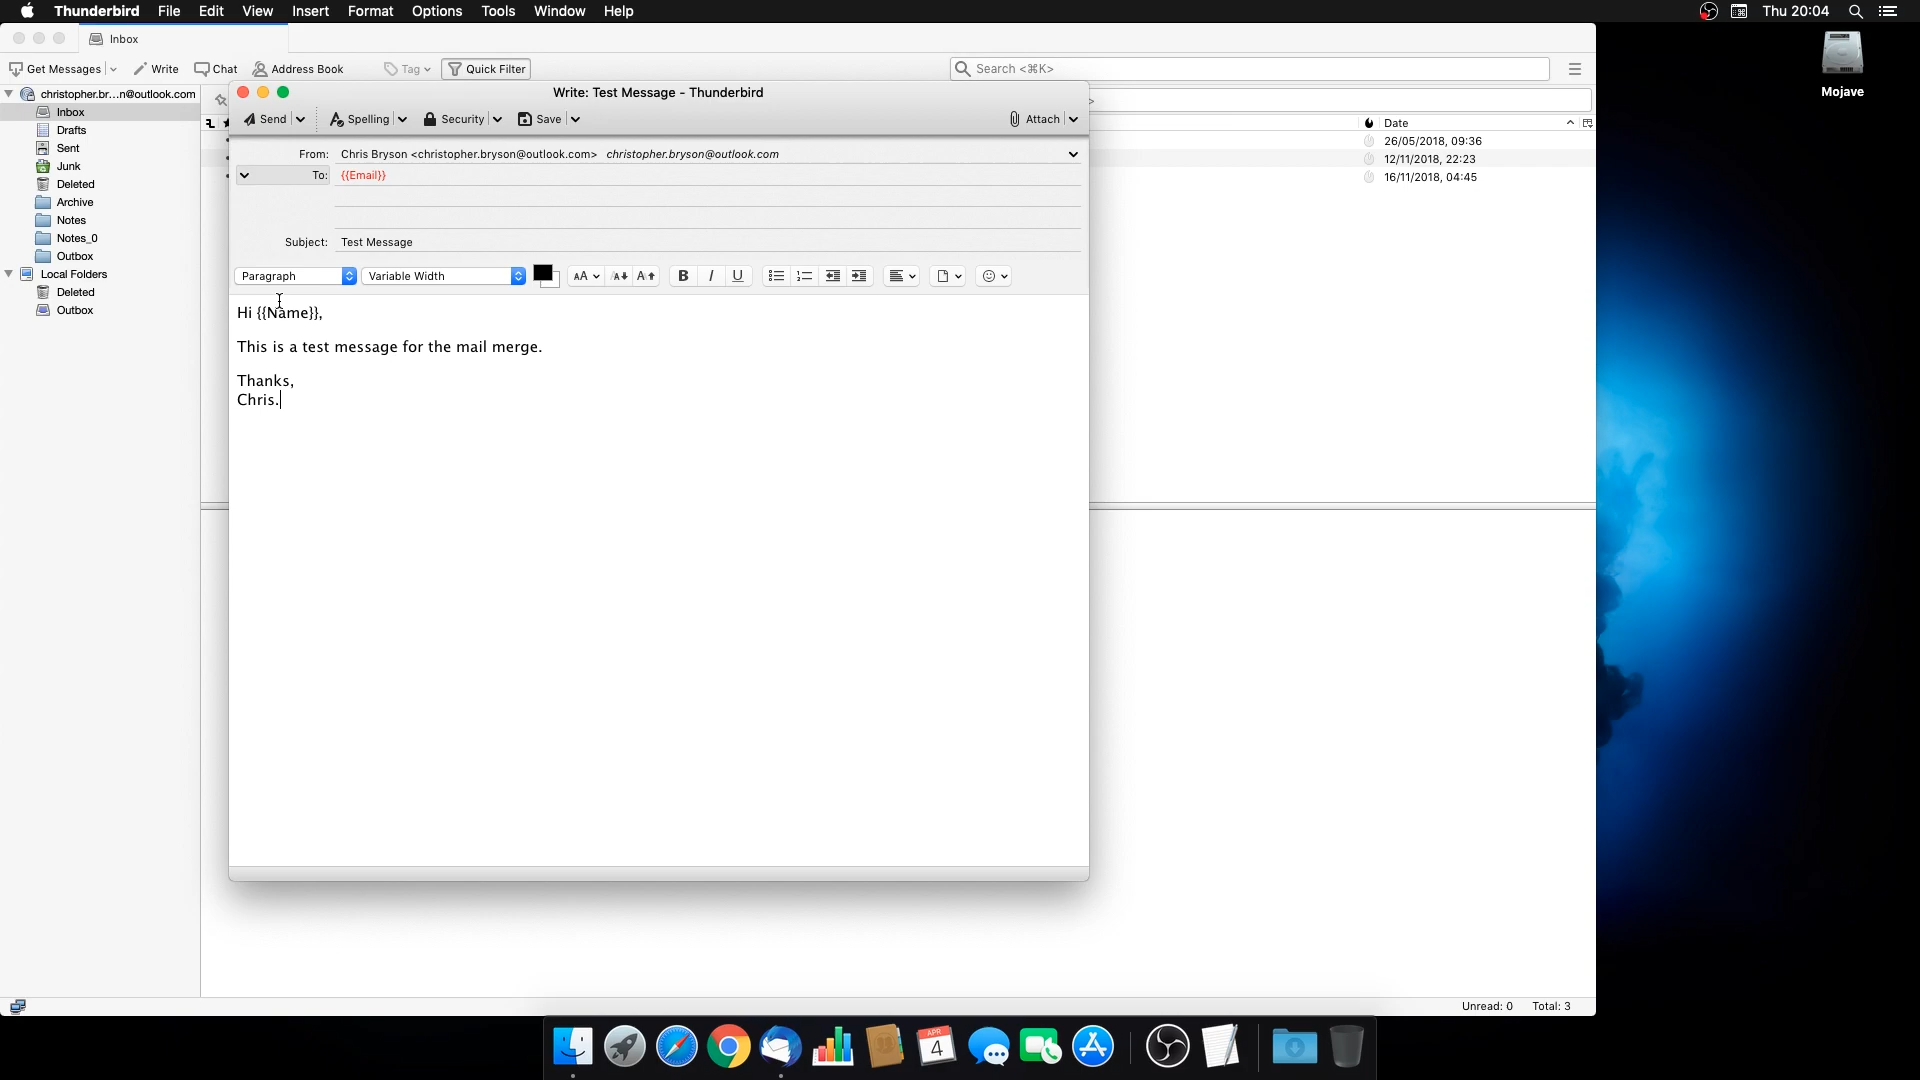 Thunderbird File Edit View Insert Format Options Tools Window Help Thu 20:04
Inbox
Get Messages Write Chat Address Book Tag Quick Filter Search <⌘K>
Mojave
christopher.br...n@outlook.com
Inbox
Drafts
Sent
Junk
Deleted
Archive
Notes
Notes_0
Outbox
Local Folders
Deleted
Outbox
Write: Test Message - Thunderbird
Send Spelling Security Save Attach
From: Chris Bryson <christopher.bryson@outlook.com> christopher.bryson@outlook.com
To: {{Email}}
Subject: Test Message
Paragraph Variable Width AA A A B I U
Hi {{Name}},
This is a test message for the mail merge.
Thanks,
Chris.
Date
26/05/2018, 09:36
12/11/2018, 22:23
16/11/2018, 04:45
Unread: 0 Total: 3
APR
4